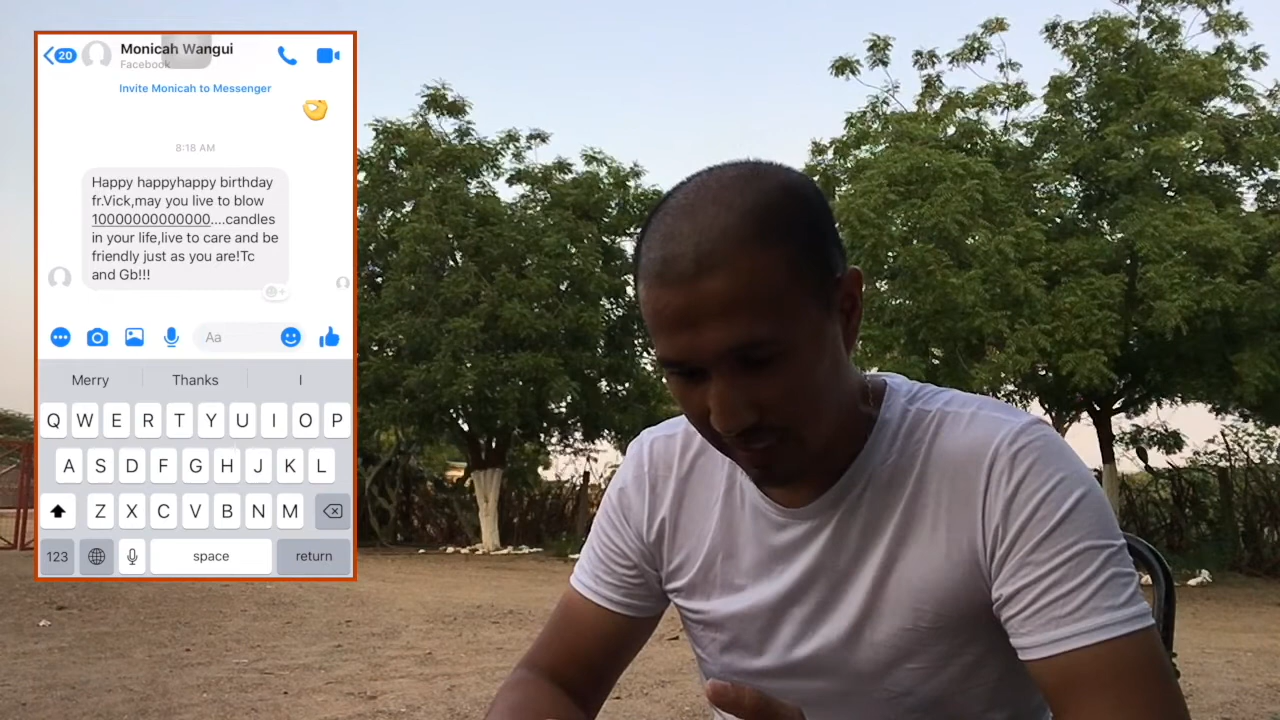 20
Monicah Wangui
Facebook
Invite Monicah to Messenger
8:18 AM
Happy happyhappy birthday
fr.Vick,may you live to blow
10000000000000....candles
in your life,live to care and be
friendly just as you are!Tc
and Gb!!!
Aa
Merry Thanks I
Q W E R T Y U I O P
A S D F G H J K L
Z X C V B N M
123 space return